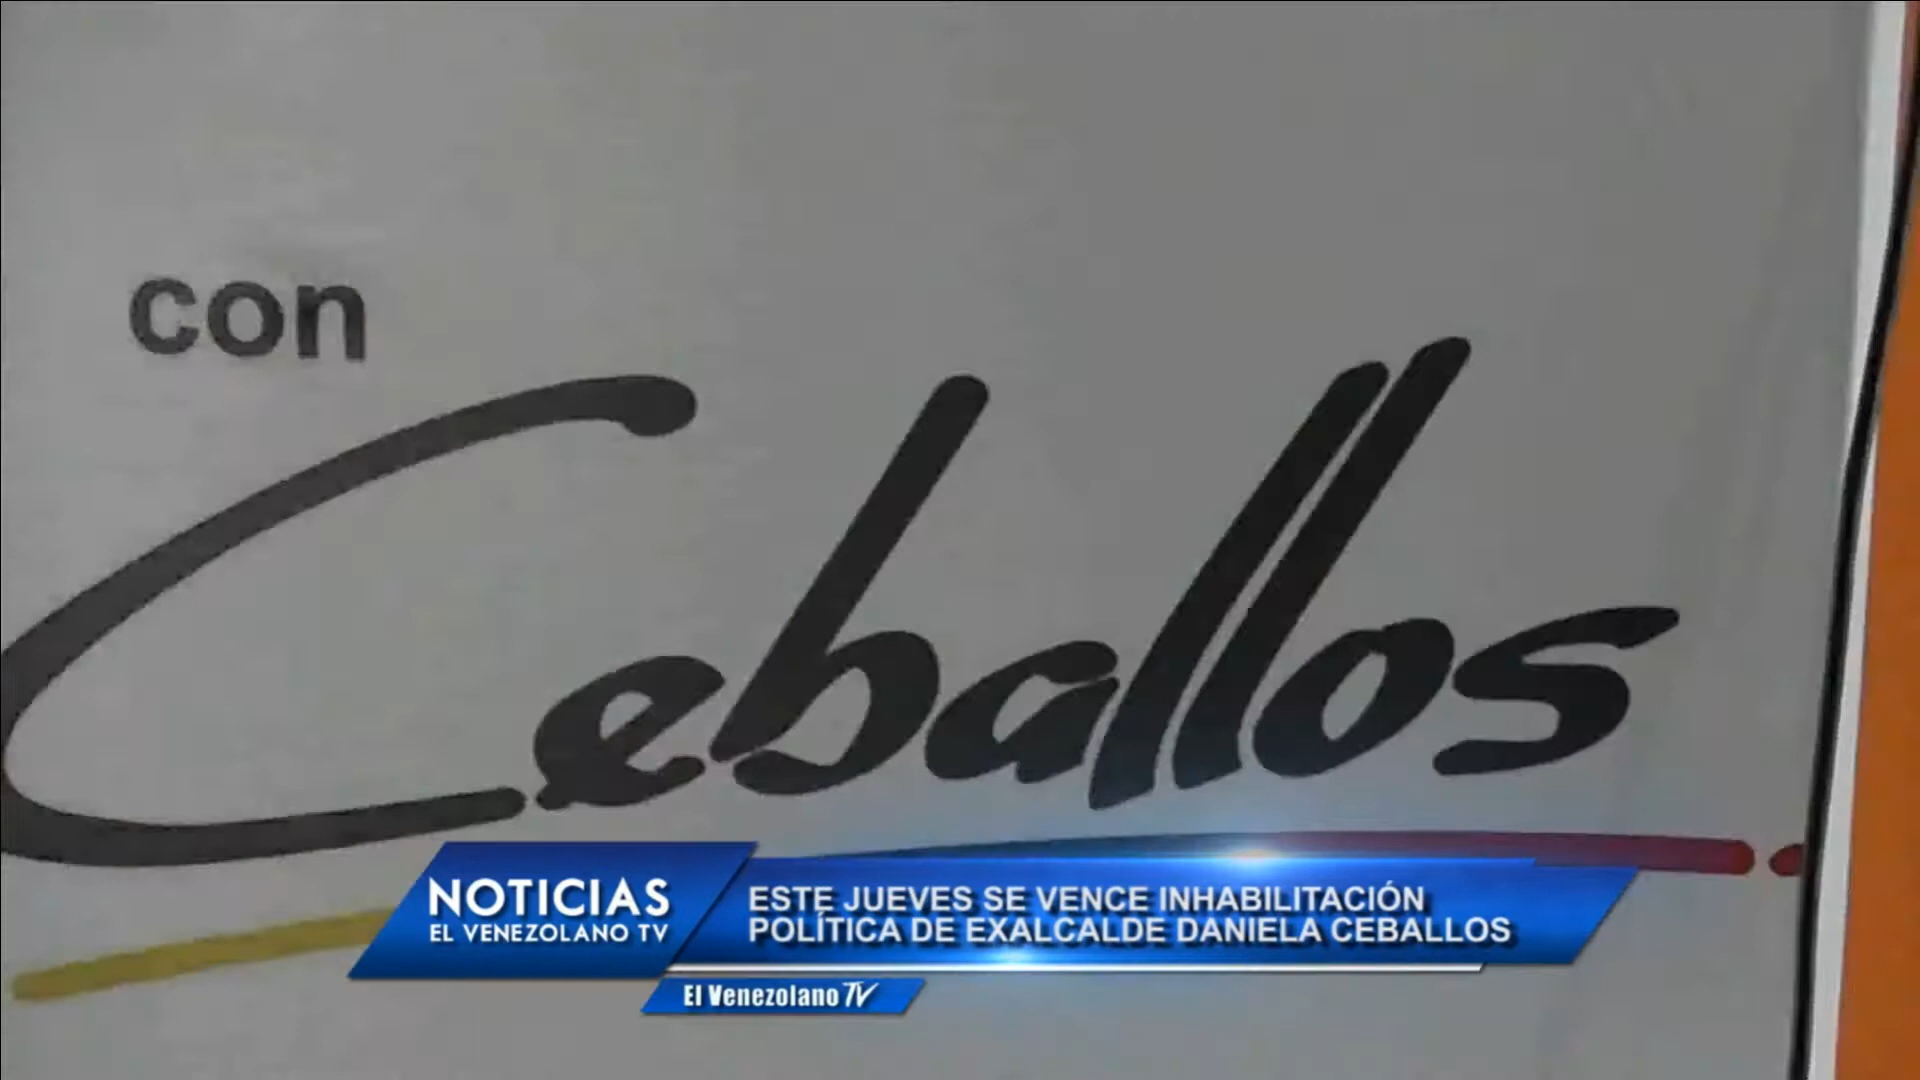 con
Ceballos
NOTICIAS
EL VENEZOLANO TV
ESTE JUEVES SE VENCE INHABILITACIÓN
POLÍTICA DE EXALCALDE DANIELA CEBALLOS
El Venezolano TV